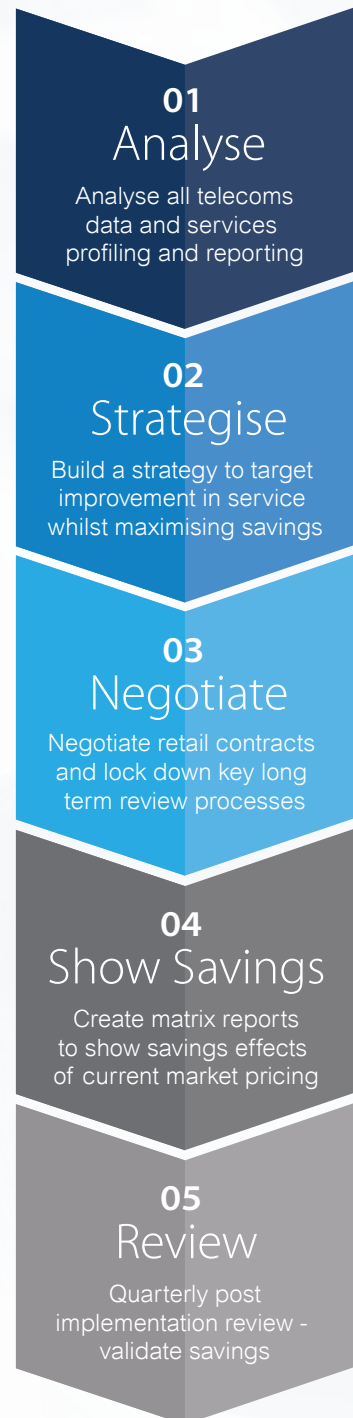 01
Analyse
Analyse all telecoms
data and services
profiling and reporting
02
Strategise
Build a strategy to target
improvement in service
whilst maximising savings
03
Negotiate
Negotiate retail contracts
and lock down key long
term review processes
04
Show Savings
Create matrix reports
to show savings effects
of current market pricing
05
Review
Quarterly post
implementation review -
validate savings